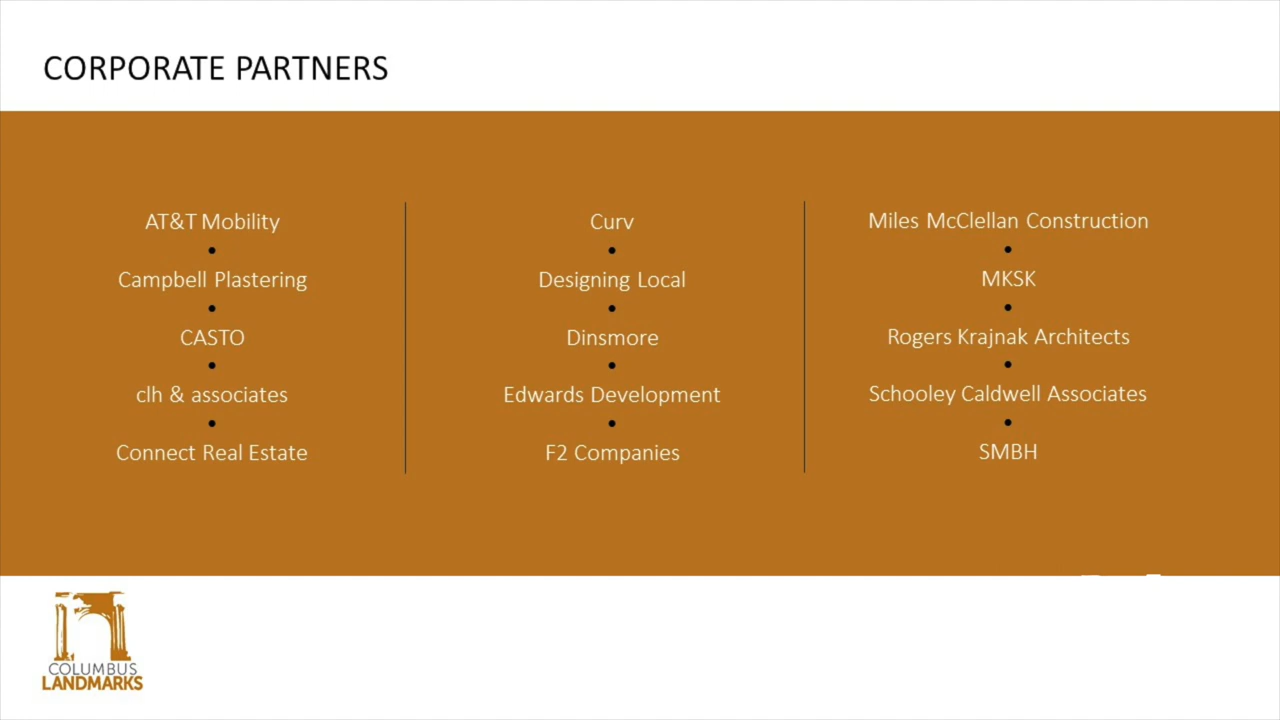 CORPORATE PARTNERS
AT&T Mobility
Campbell Plastering
CASTO
clh & associates
Connect Real Estate
Curv
Designing Local
Dinsmore
Edwards Development
F2 Companies
Miles McClellan Construction
MKSK
Rogers Krajnak Architects
Schooley Caldwell Associates
SMBH
COLUMBUS
LANDMARKS